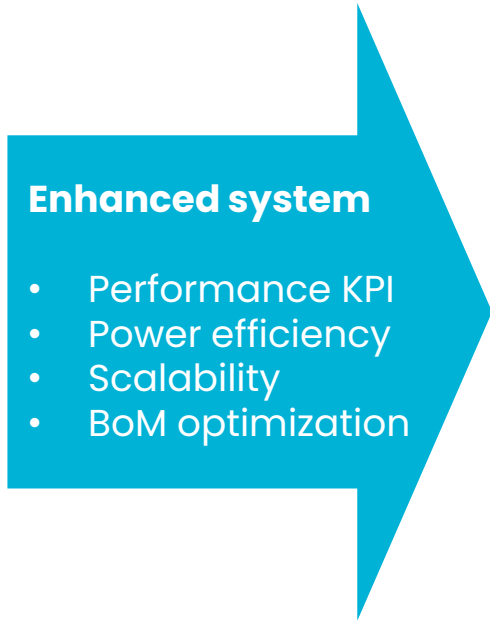 Enhanced system
• Performance KPI
• Power efficiency
• Scalability
• BoM optimization